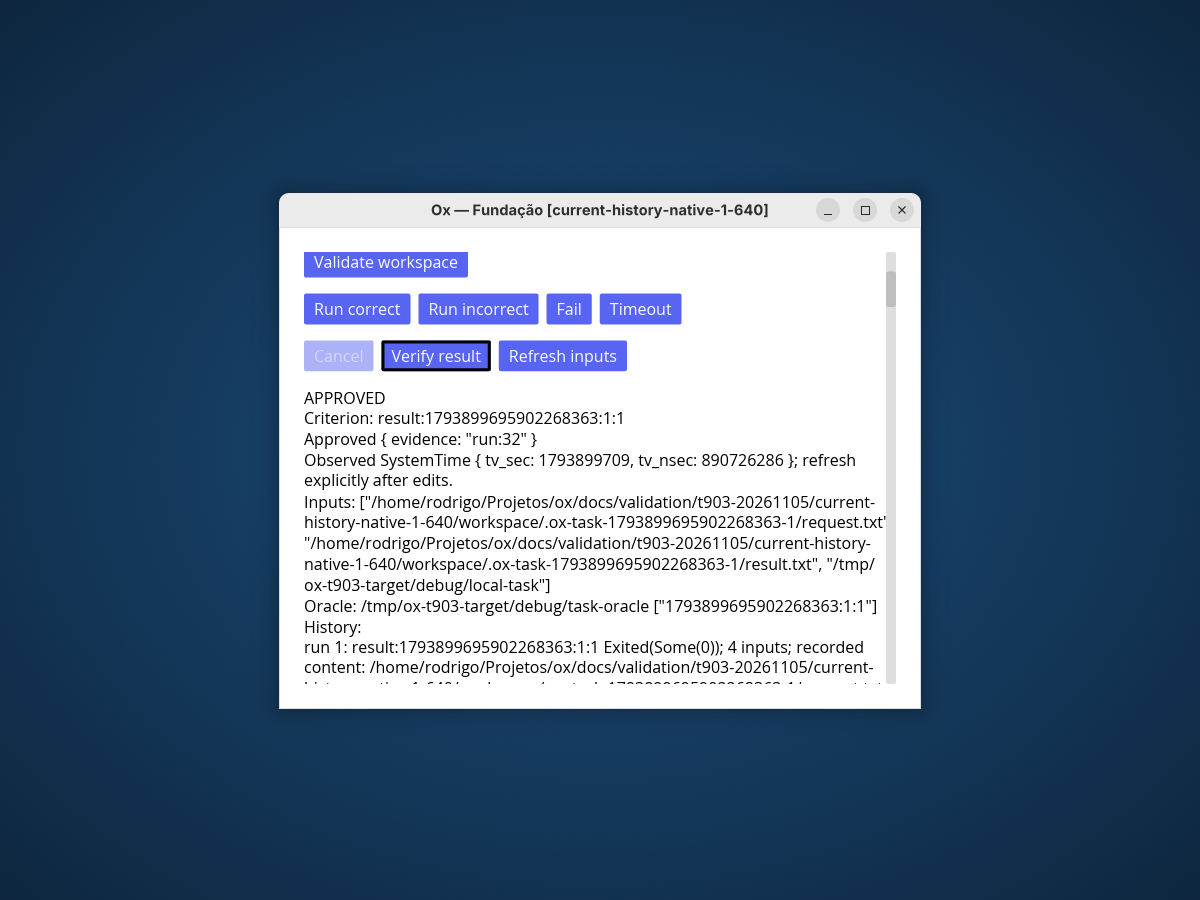 Ox — Fundação [current-history-native-1-640]
Validate workspace
Run correct Run incorrect Fail Timeout
Cancel Verify result Refresh inputs
APPROVED
Criterion: result:1793899695902268363:1:1
Approved { evidence: "run:32" }
Observed SystemTime { tv_sec: 1793899709, tv_nsec: 890726286 }; refresh
explicitly after edits.
Inputs: ["/home/rodrigo/Projetos/ox/docs/validation/t903-20261105/current-
history-native-1-640/workspace/.ox-task-1793899695902268363-1/request.txt"
"/home/rodrigo/Projetos/ox/docs/validation/t903-20261105/current-history-
native-1-640/workspace/.ox-task-1793899695902268363-1/result.txt", "/tmp/
ox-t903-target/debug/local-task"]
Oracle: /tmp/ox-t903-target/debug/task-oracle ["1793899695902268363:1:1"]
History:
run 1: result:1793899695902268363:1:1 Exited(Some(0)); 4 inputs; recorded
content: /home/rodrigo/Projetos/ox/docs/validation/t903-20261105/current-